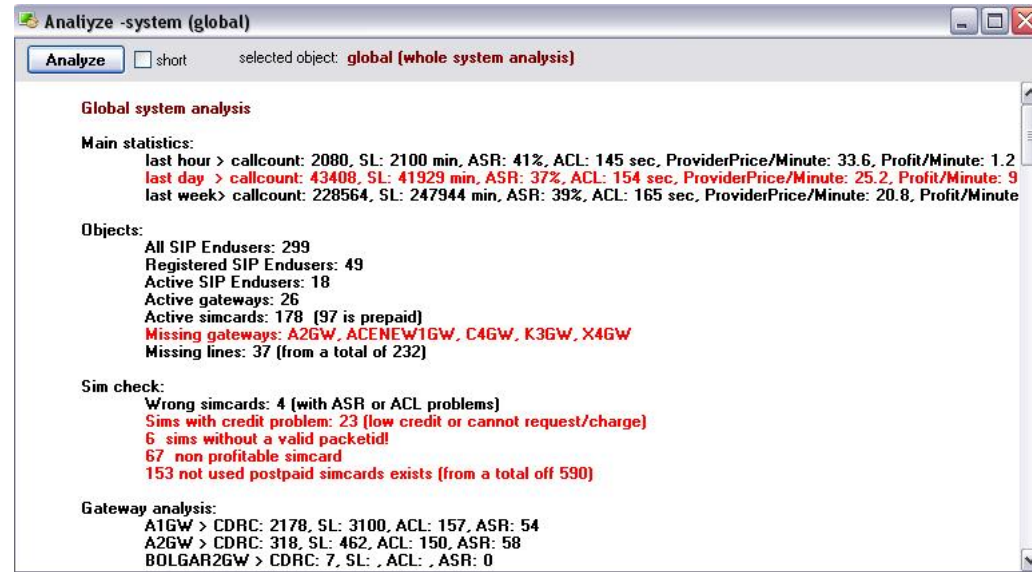 Analiyze -system (global)
Analyze short selected object: global (whole system analysis)
Global system analysis
Main statistics:
last hour > callcount: 2080, SL: 2100 min, ASR: 41%, ACL: 145 sec, ProviderPrice/Minute: 33.6, Profit/Minute: 1.2
last day > callcount: 43408, SL: 41929 min, ASR: 37%, ACL: 154 sec, ProviderPrice/Minute: 25.2, Profit/Minute: 9
last week> callcount: 228564, SL: 247944 min, ASR: 39%, ACL: 165 sec, ProviderPrice/Minute: 20.8, Profit/Minute
Objects:
All SIP Endusers: 299
Registered SIP Endusers: 49
Active SIP Endusers: 18
Active gateways: 26
Active simcards: 178 (97 is prepaid)
Missing gateways: A2GW, ACENEW1GW, C4GW, K3GW, X4GW
Missing lines: 37 (from a total of 232)
Sim check:
Wrong simcards: 4 (with ASR or ACL problems)
Sims with credit problem: 23 (low credit or cannot request/charge)
6 sims without a valid packetid!
67 non profitable simcard
153 not used postpaid simcards exists (from a total off 590)
Gateway analysis:
A1GW > CDRC: 2178, SL: 3100, ACL: 157, ASR: 54
A2GW > CDRC: 318, SL: 462, ACL: 150, ASR: 58
BOLGAR2GW > CDRC: 7, SL: , ACL: , ASR: 0